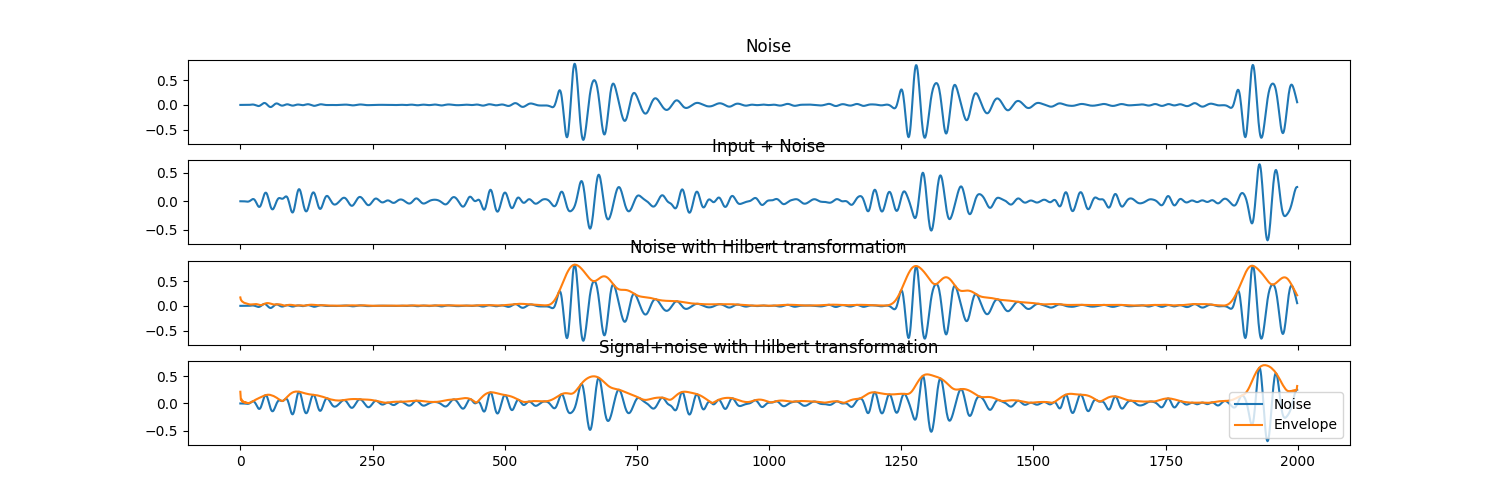 Noise
0.5
0.0
−0.5
Input + Noise
0.5
0.0
−0.5
Noise with Hilbert transformation
0.5
0.0
−0.5
Signal+noise with Hilbert transformation
0.5
0.0
−0.5
Noise
Envelope
0 250 500 750 1000 1250 1500 1750 2000